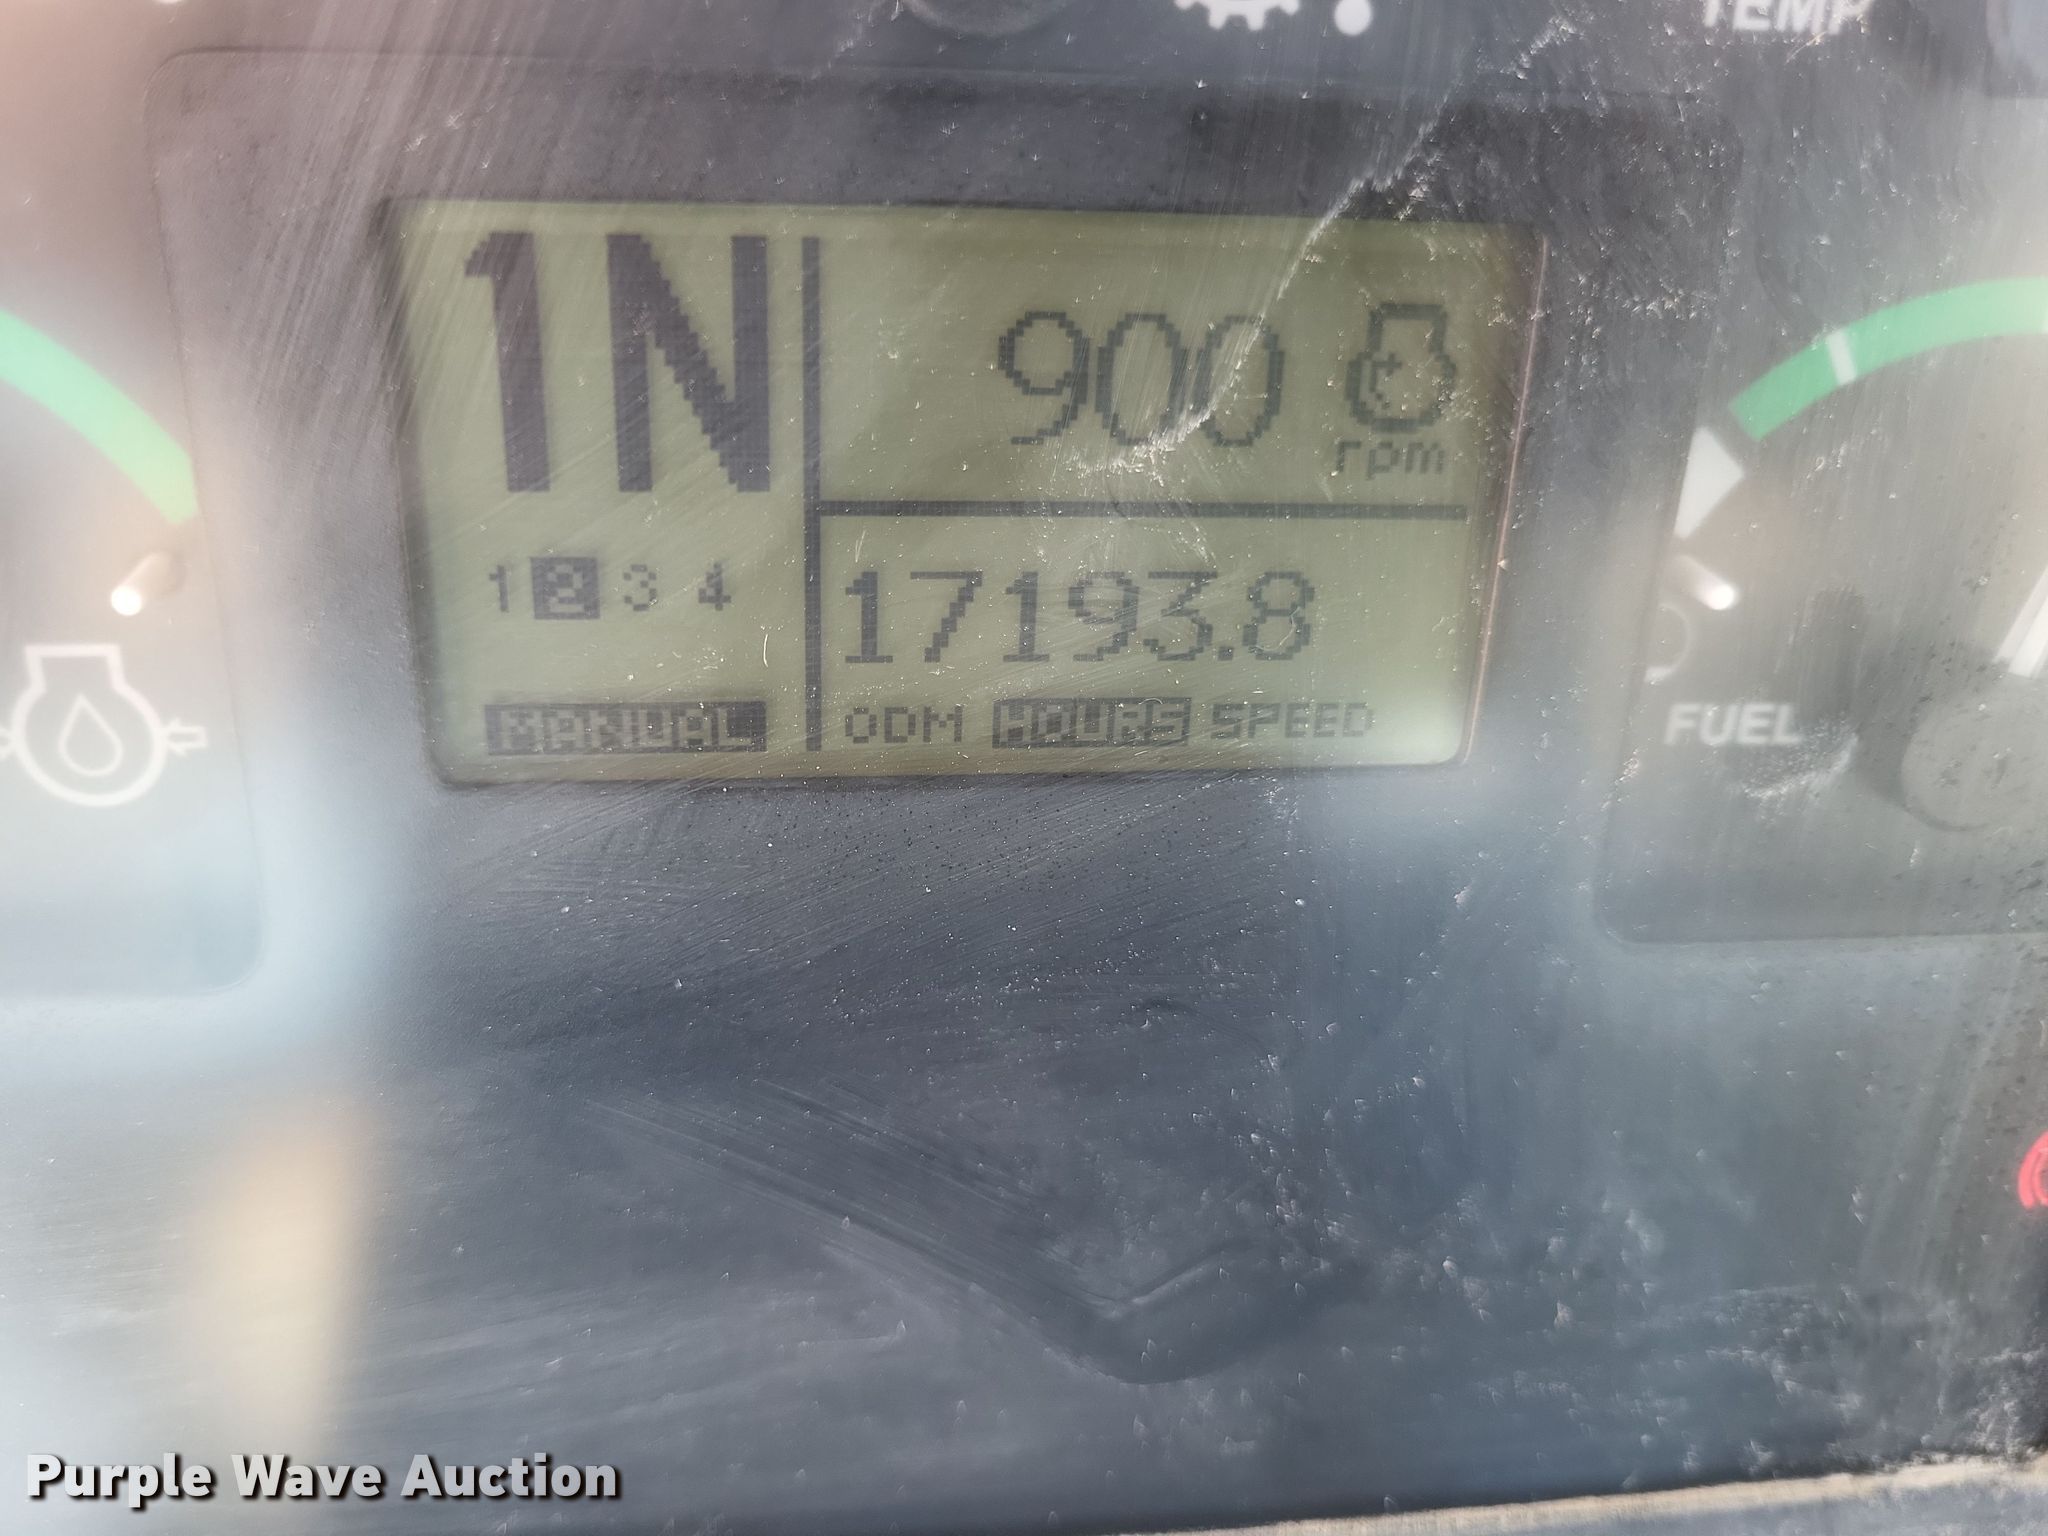 TEMP
1N
900
rpm
1 2 3 4
17193.8
MANUAL
ODM HOURS SPEED
FUEL
Purple Wave Auction